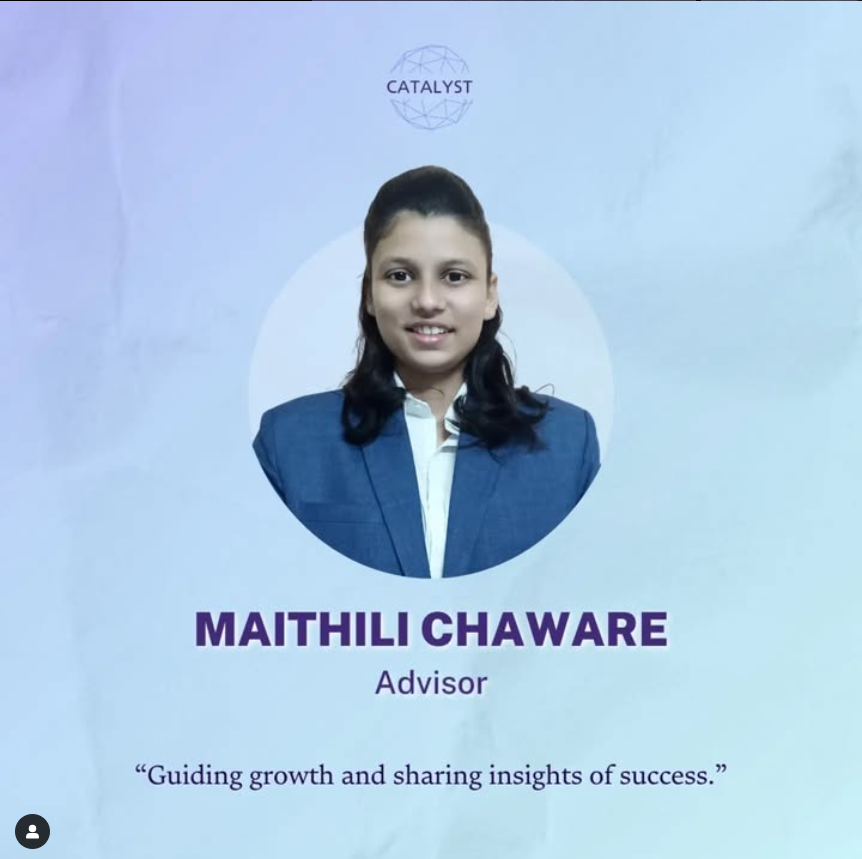 CATALYST
MAITHILI CHAWARE
Advisor
“Guiding growth and sharing insights of success.”